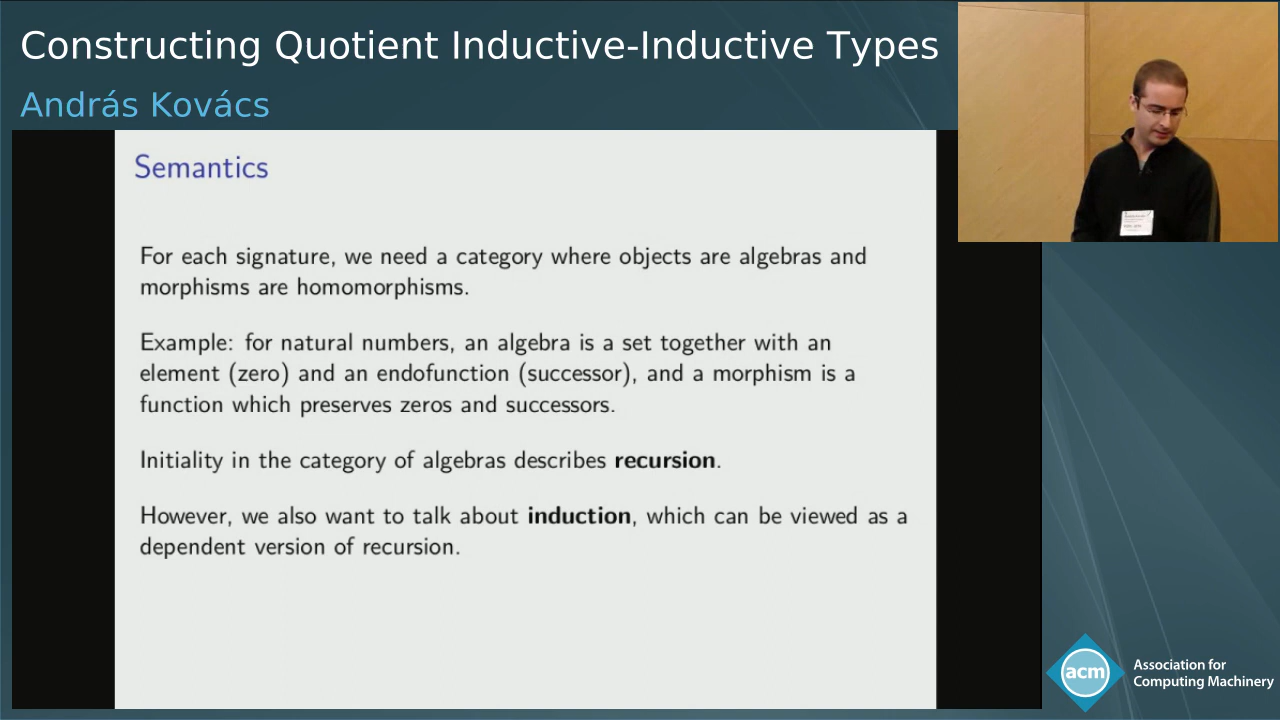 Constructing Quotient Inductive-Inductive Types
András Kovács
Semantics
For each signature, we need a category where objects are algebras and
morphisms are homomorphisms.
Example: for natural numbers, an algebra is a set together with an
element (zero) and an endofunction (successor), and a morphism is a
function which preserves zeros and successors.
Initiality in the category of algebras describes recursion.
However, we also want to talk about induction, which can be viewed as a
dependent version of recursion.
acm
Association for
Computing Machinery